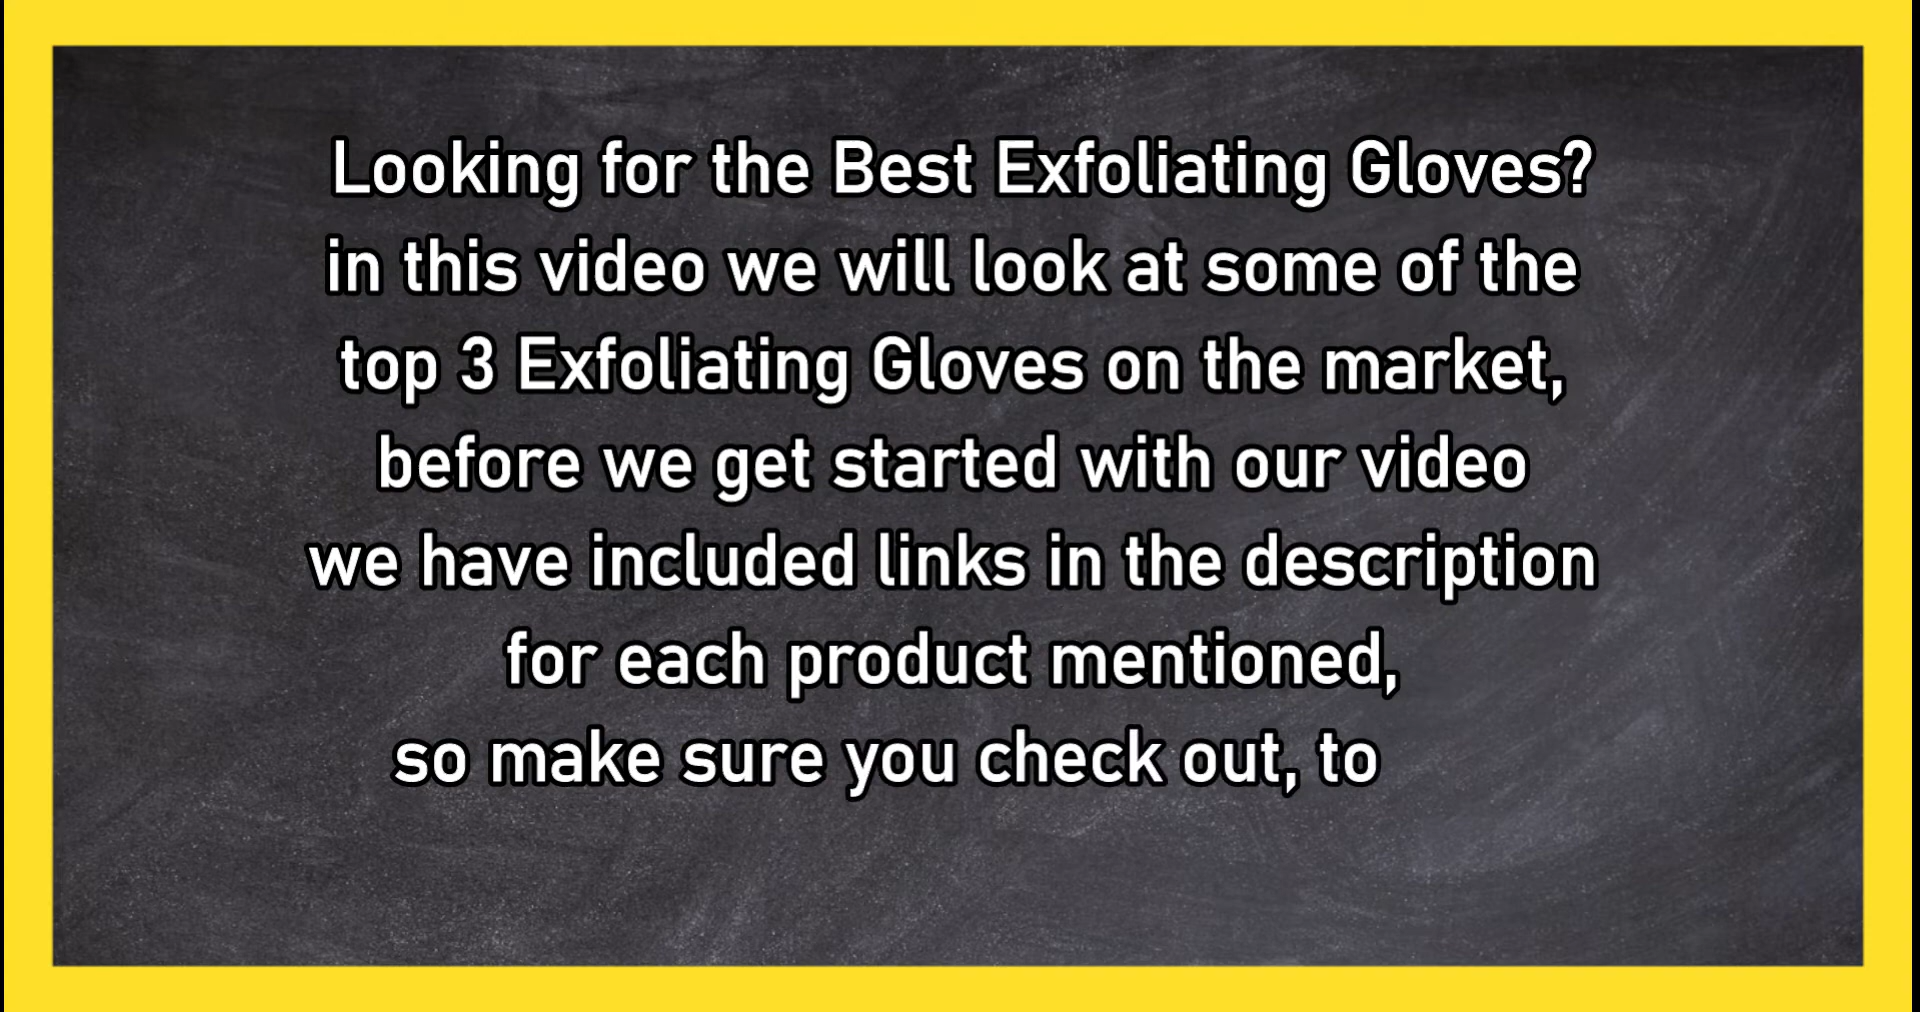 Looking for the Best Exfoliating Gloves?
in this video we will look at some of the
top 3 Exfoliating Gloves on the market,
before we get started with our video
we have included links in the description
for each product mentioned,
so make sure you check out, to